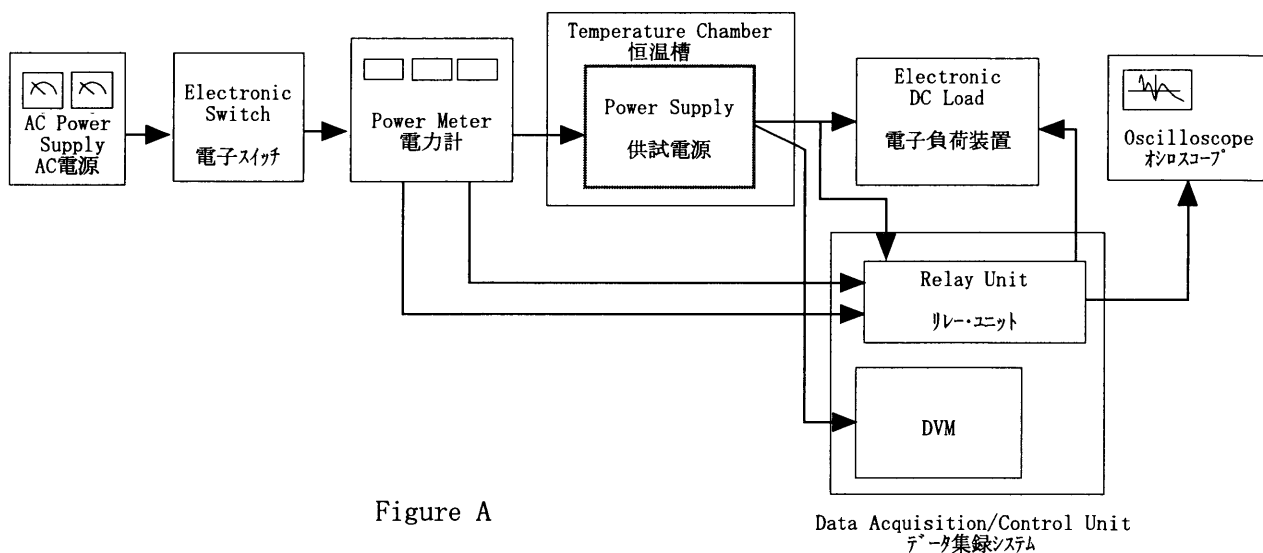 AC Power
Supply
AC電源
Electronic
Switch
電子スイッチ
Power Meter
電力計
Temperature Chamber
恒温槽
Power Supply
供試電源
Electronic
DC Load
電子負荷装置
Oscilloscope
オシロスコープ
Relay Unit
リレー・ユニット
DVM
Figure A
Data Acquisition/Control Unit
データ集録システム